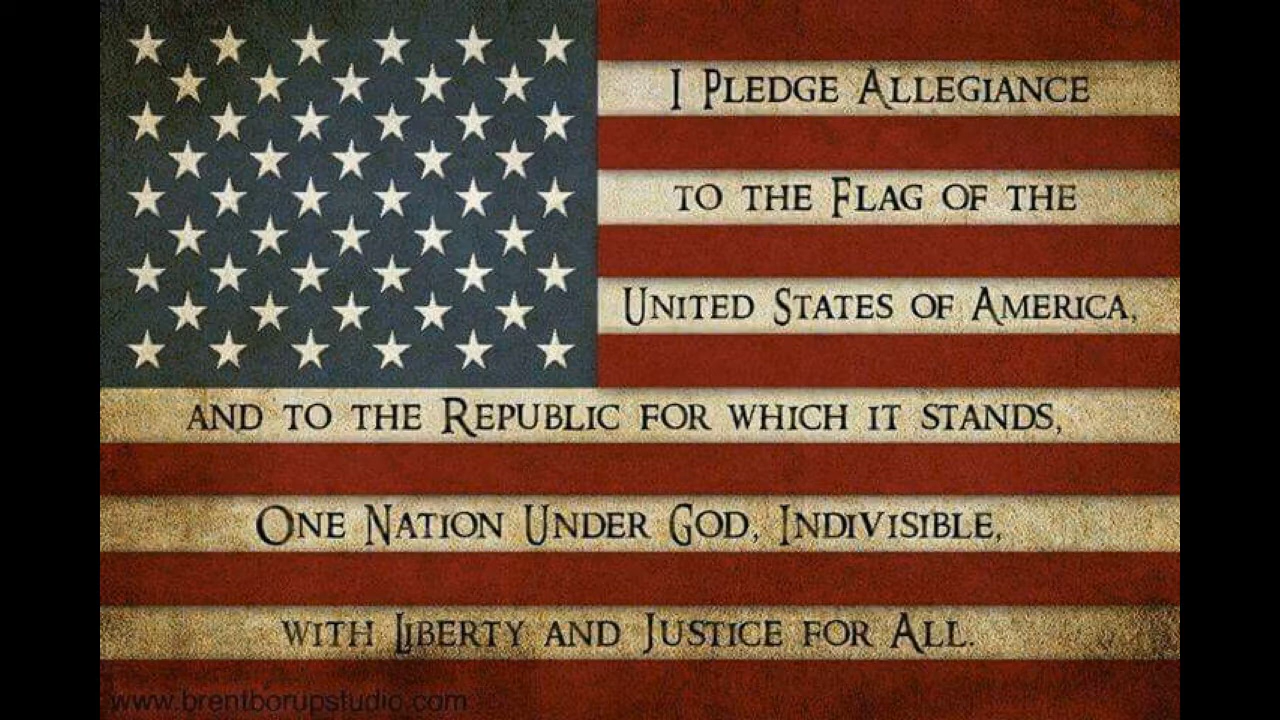 I Pledge Allegiance
to the Flag of the
United States of America,
and to the Republic for which it stands,
One Nation Under God, Indivisible,
with Liberty and Justice for All.
www.brentborupstudio.com